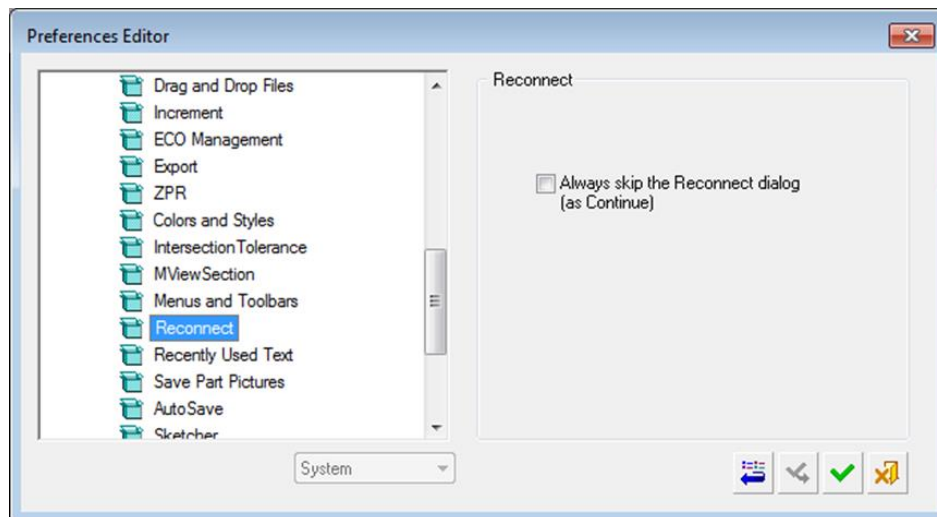 Preferences Editor
Drag and Drop Files
Increment
ECO Management
Export
ZPR
Colors and Styles
IntersectionTolerance
MViewSection
Menus and Toolbars
Reconnect
Recently Used Text
Save Part Pictures
AutoSave
Sketcher
System
Reconnect
Always skip the Reconnect dialog
(as Continue)